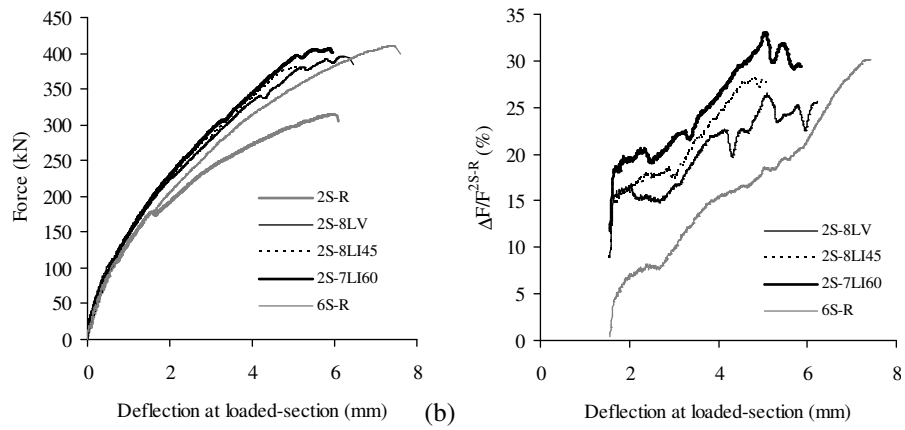 450
400
350
300
250
200
150
100
50
0
Force (kN)
2S-R
2S-8LV
2S-8LI45
2S-7LI60
6S-R
0 2 4 6 8
Deflection at loaded-section (mm)
(b)
35
30
25
20
15
10
5
0
ΔF/F^2S-R (%)
2S-8LV
2S-8LI45
2S-7LI60
6S-R
0 2 4 6 8
Deflection at loaded-section (mm)